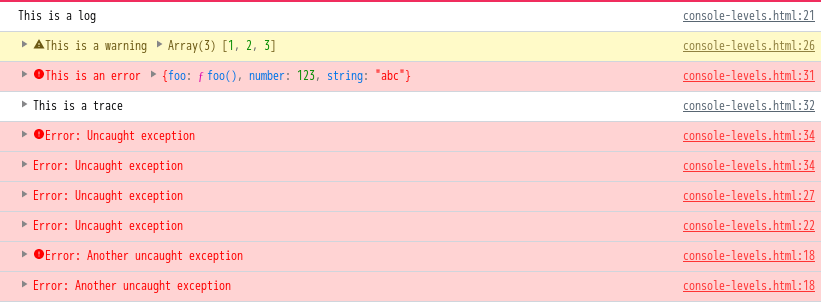 This is a log console-levels.html:21
This is a warning Array(3) [1, 2, 3] console-levels.html:26
This is an error {foo: ƒ foo(), number: 123, string: "abc"} console-levels.html:31
This is a trace console-levels.html:32
Error: Uncaught exception console-levels.html:34
Error: Uncaught exception console-levels.html:34
Error: Uncaught exception console-levels.html:27
Error: Uncaught exception console-levels.html:22
Error: Another uncaught exception console-levels.html:18
Error: Another uncaught exception console-levels.html:18